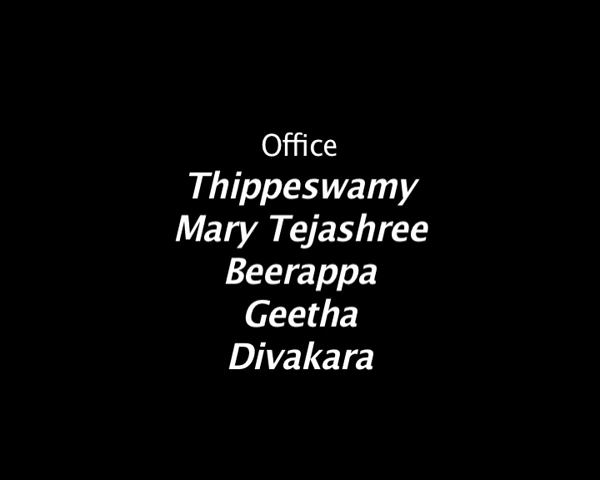 Office
Thippeswamy
Mary Tejashree
Beerappa
Geetha
Divakara